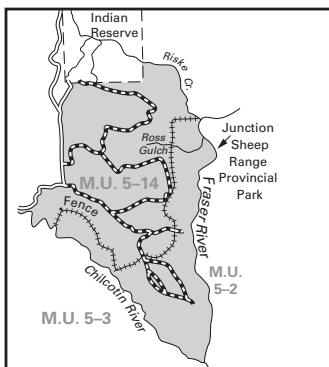 Indian
Reserve
Riske
Cr.
Ross
Gulch
Junction
Sheep
Range
Provincial
Park
M.U. 5–14
Fence
Fraser River
M.U.
5–2
Chilcotin River
M.U. 5–3